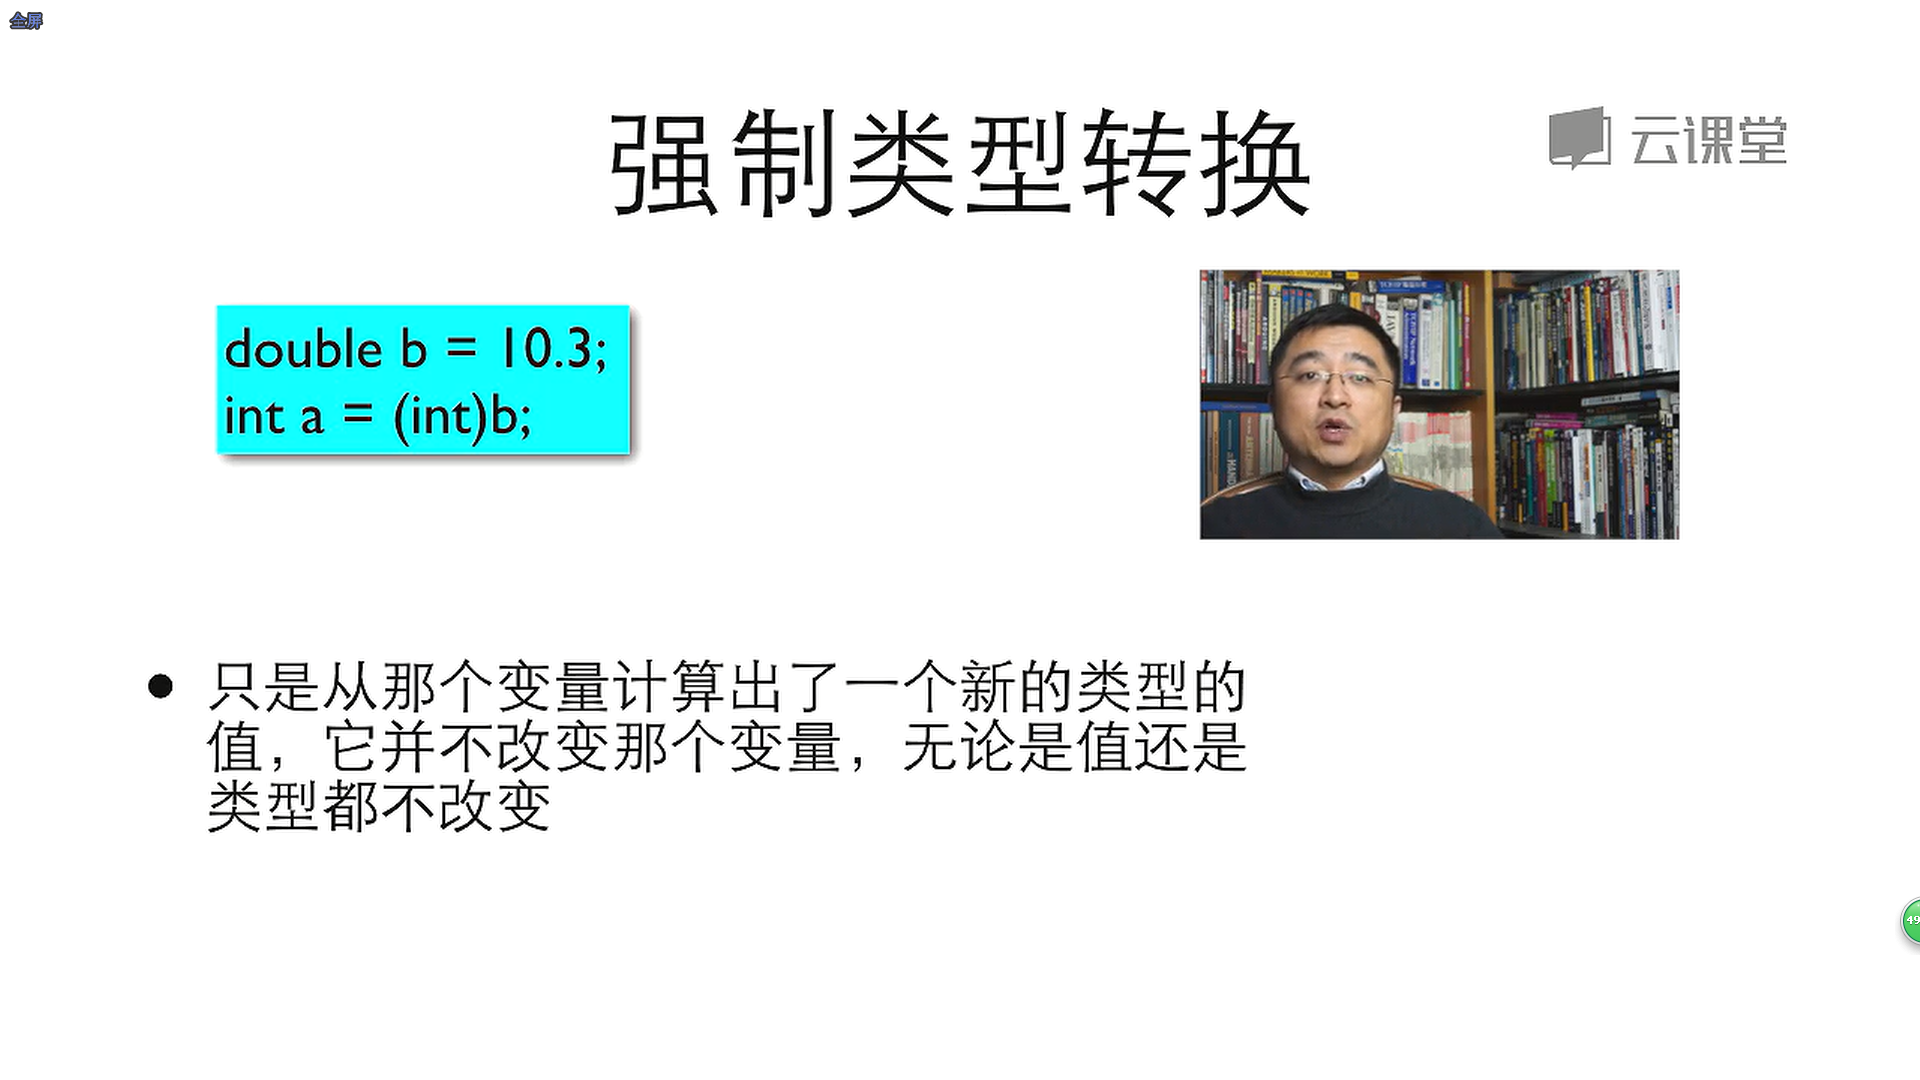 全屏
强制类型转换
云课堂
double b = 10.3;
int a = (int)b;
只是从那个变量计算出了一个新的类型的
值，它并不改变那个变量，无论是值还是
类型都不改变
49